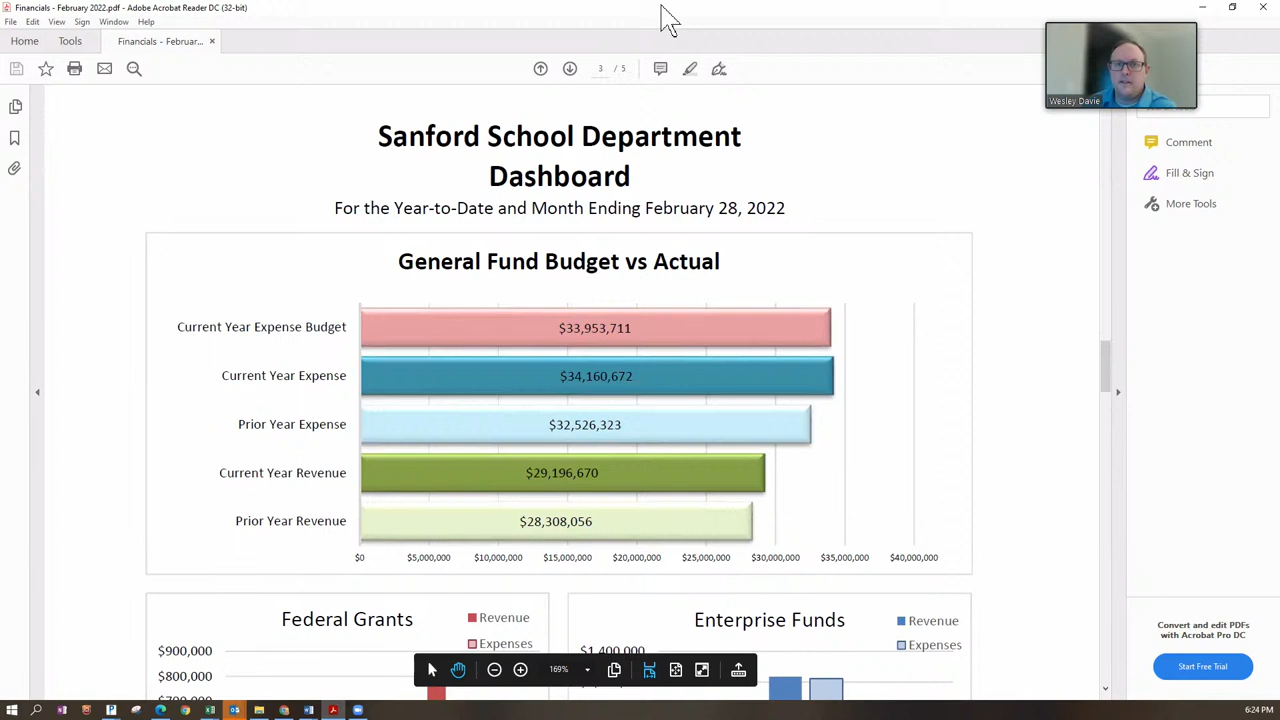 Financials - February 2022.pdf - Adobe Acrobat Reader DC (32-bit)
File Edit View Sign Window Help
Home Tools Financials - Februar... ×
3 / 5
Wesley Davie
Comment
Fill & Sign
More Tools
Sanford School Department
Dashboard
For the Year-to-Date and Month Ending February 28, 2022
General Fund Budget vs Actual
Current Year Expense Budget $33,953,711
Current Year Expense $34,160,672
Prior Year Expense $32,526,323
Current Year Revenue $29,196,670
Prior Year Revenue $28,308,056
$0 $5,000,000 $10,000,000 $15,000,000 $20,000,000 $25,000,000 $30,000,000 $35,000,000 $40,000,000
Federal Grants
Revenue
Expenses
$900,000
$800,000
Enterprise Funds
Revenue
Expenses
$1,400,000
169%
Convert and edit PDFs
with Acrobat Pro DC
Start Free Trial
6:24 PM